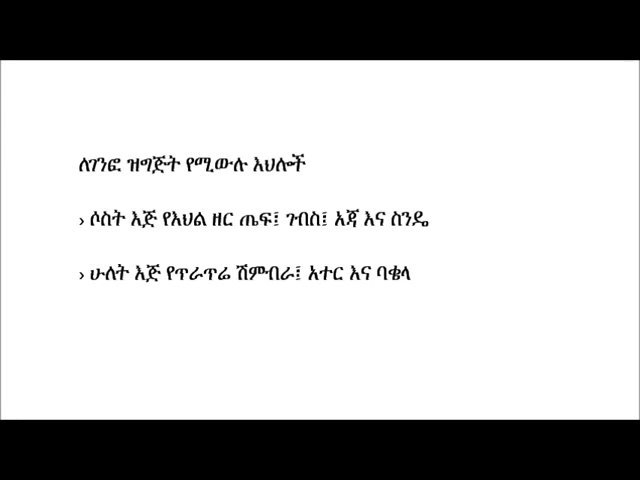 ለገንፎ ዝግጅት የሚውሉ እህሎች
› ሶስት እጅ የእህል ዘር ጤፍ፤ ገብስ፤ አጃ እና ስንዴ
› ሁለት እጅ የጥራጥሬ ሽምብራ፤ አተር እና ባቄላ